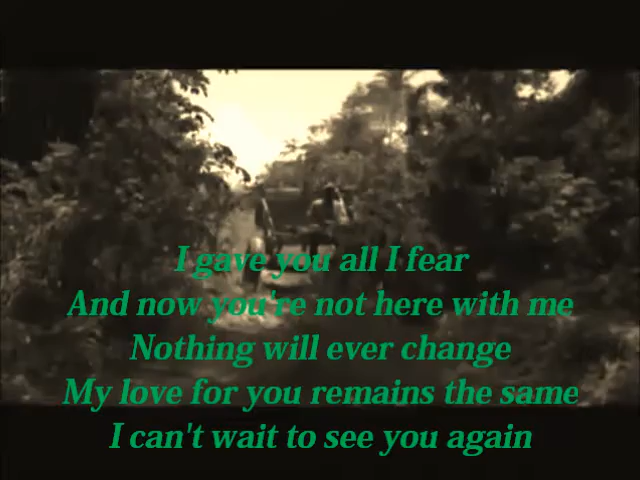 I gave you all I fear
And now you're not here with me
Nothing will ever change
My love for you remains the same
I can't wait to see you again